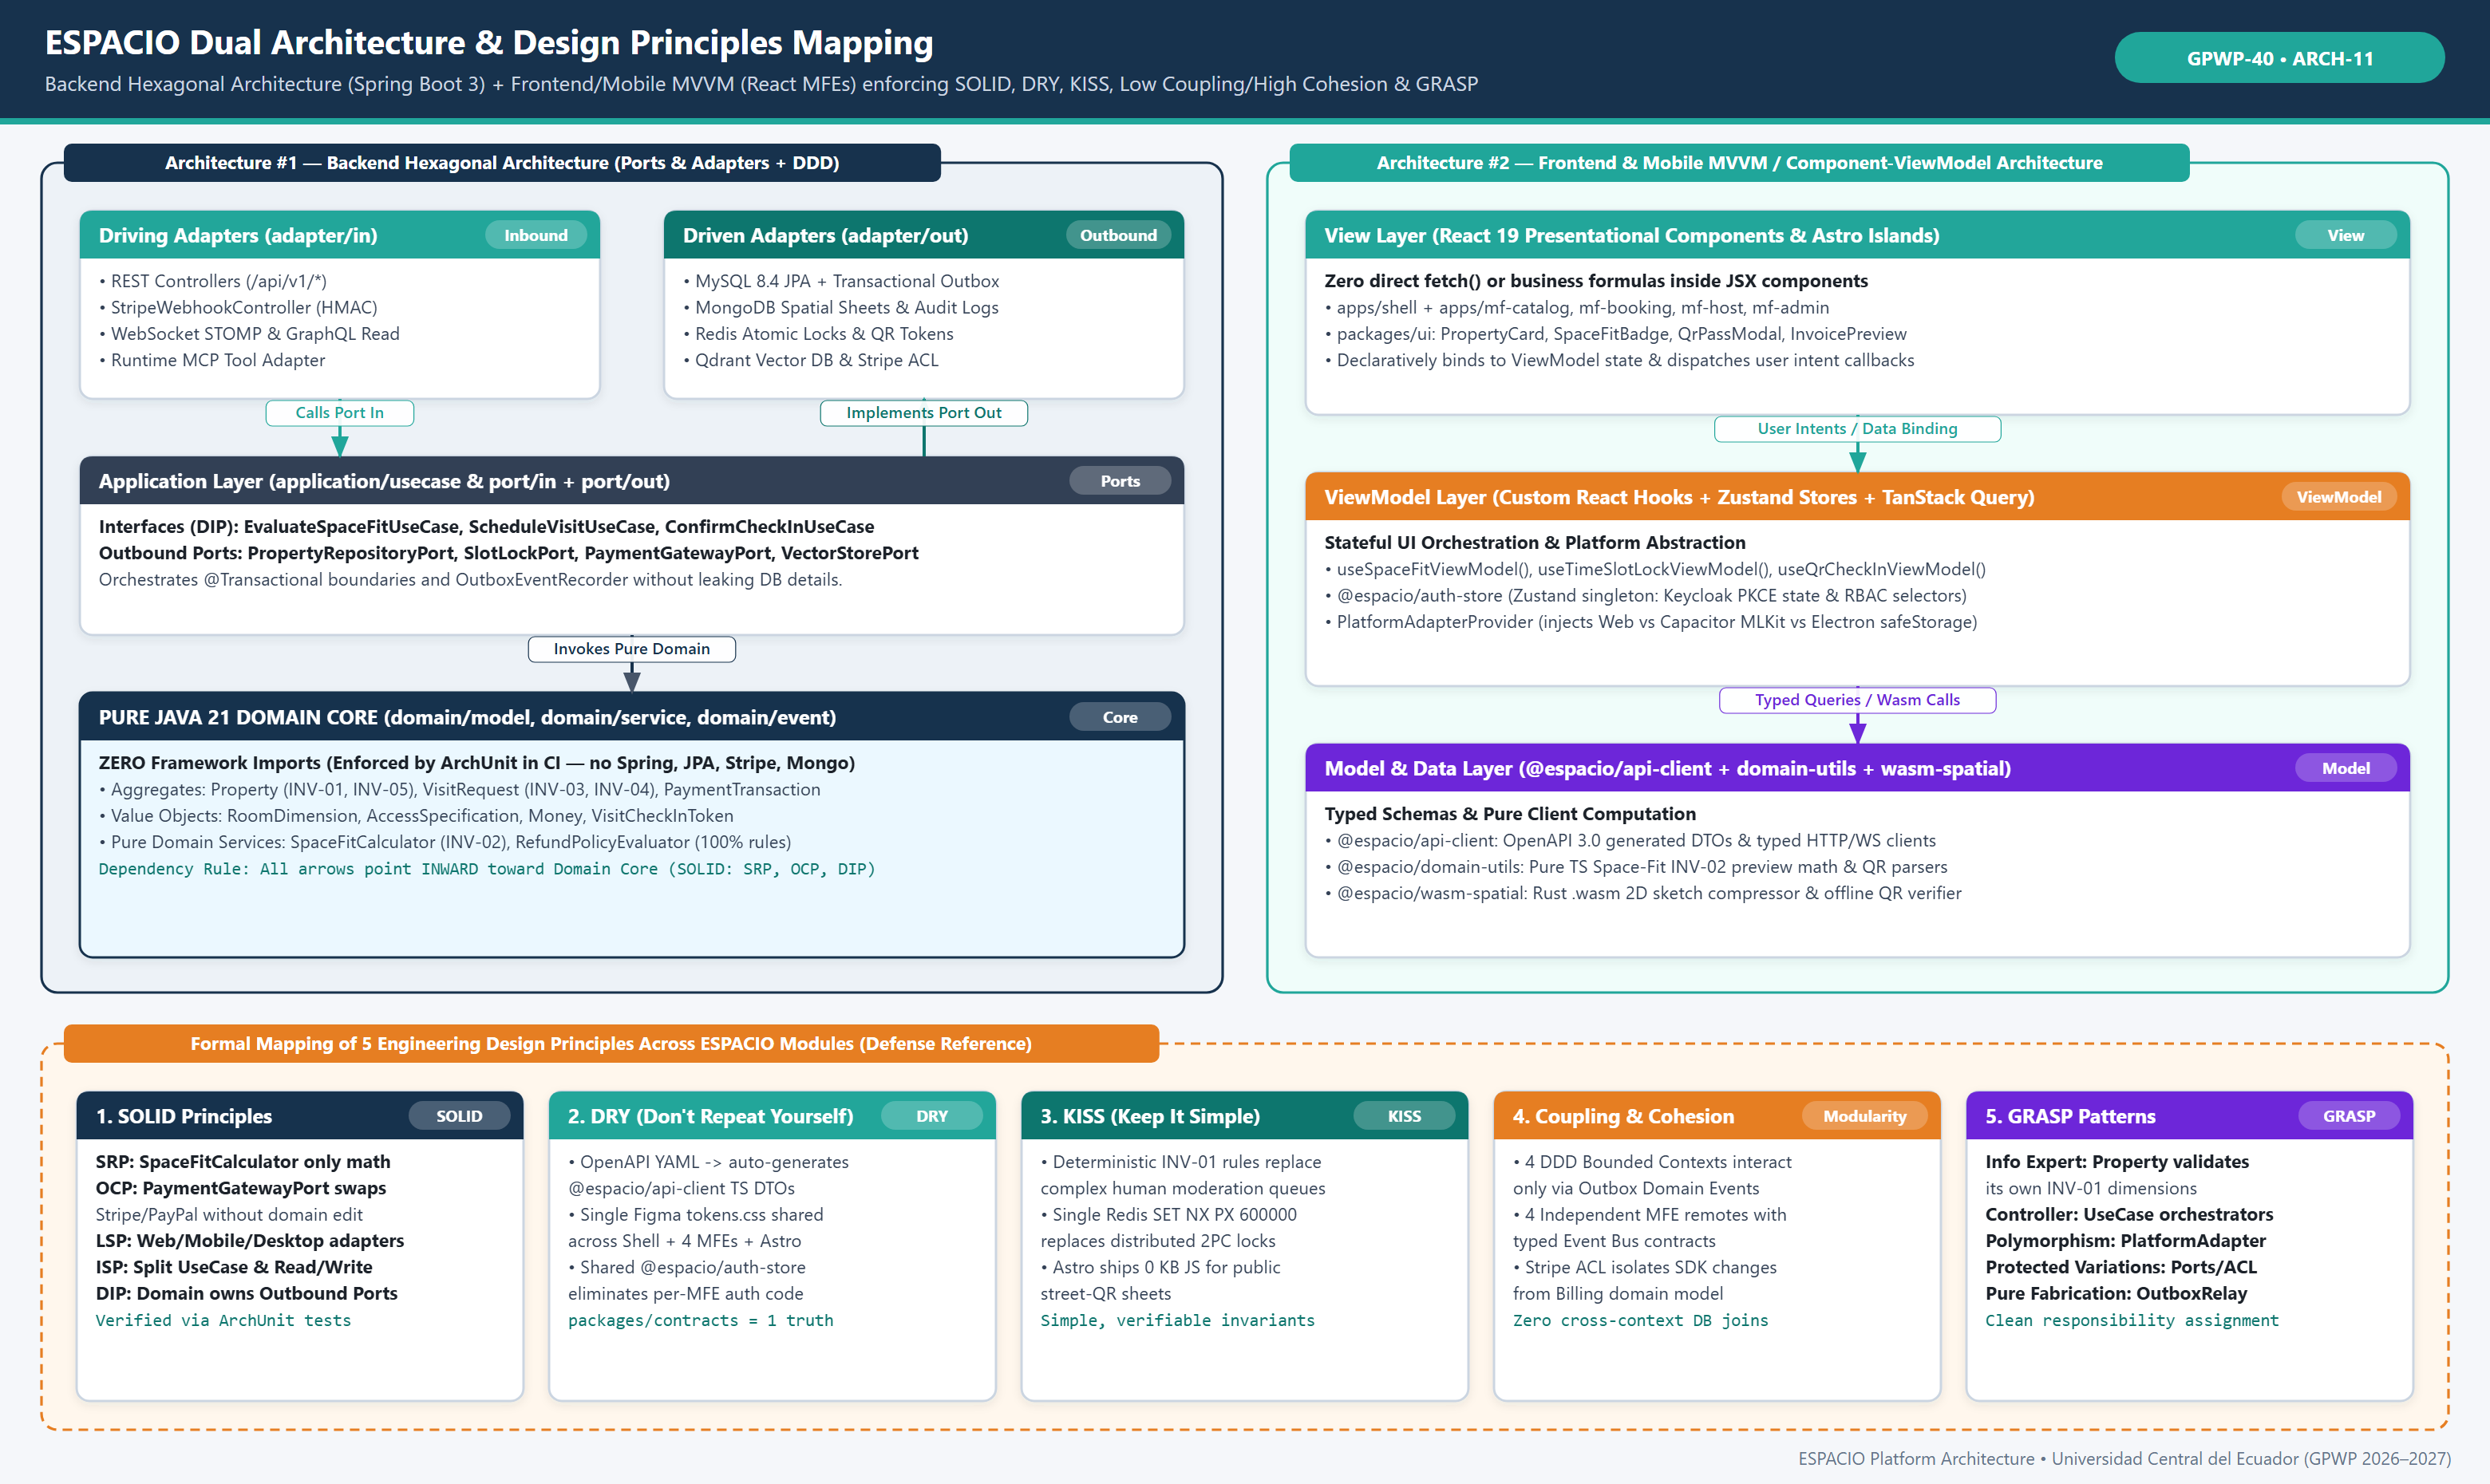 ESPACIO Dual Architecture & Design Principles Mapping
Backend Hexagonal Architecture (Spring Boot 3) + Frontend/Mobile MVVM (React MFEs) enforcing SOLID, DRY, KISS, Low Coupling/High Cohesion & GRASP
GPWP-40 • ARCH-11
Architecture #1 — Backend Hexagonal Architecture (Ports & Adapters + DDD)
Driving Adapters (adapter/in)
Inbound
• REST Controllers (/api/v1/*)
• StripeWebhookController (HMAC)
• WebSocket STOMP & GraphQL Read
• Runtime MCP Tool Adapter
Driven Adapters (adapter/out)
Outbound
• MySQL 8.4 JPA + Transactional Outbox
• MongoDB Spatial Sheets & Audit Logs
• Redis Atomic Locks & QR Tokens
• Qdrant Vector DB & Stripe ACL
Calls Port In
Implements Port Out
Application Layer (application/usecase & port/in + port/out)
Ports
Interfaces (DIP): EvaluateSpaceFitUseCase, ScheduleVisitUseCase, ConfirmCheckInUseCase
Outbound Ports: PropertyRepositoryPort, SlotLockPort, PaymentGatewayPort, VectorStorePort
Orchestrates @Transactional boundaries and OutboxEventRecorder without leaking DB details.
Invokes Pure Domain
PURE JAVA 21 DOMAIN CORE (domain/model, domain/service, domain/event)
Core
ZERO Framework Imports (Enforced by ArchUnit in CI — no Spring, JPA, Stripe, Mongo)
• Aggregates: Property (INV-01, INV-05), VisitRequest (INV-03, INV-04), PaymentTransaction
• Value Objects: RoomDimension, AccessSpecification, Money, VisitCheckInToken
• Pure Domain Services: SpaceFitCalculator (INV-02), RefundPolicyEvaluator (100% rules)
Dependency Rule: All arrows point INWARD toward Domain Core (SOLID: SRP, OCP, DIP)
Architecture #2 — Frontend & Mobile MVVM / Component-ViewModel Architecture
View Layer (React 19 Presentational Components & Astro Islands)
View
Zero direct fetch() or business formulas inside JSX components
• apps/shell + apps/mf-catalog, mf-booking, mf-host, mf-admin
• packages/ui: PropertyCard, SpaceFitBadge, QrPassModal, InvoicePreview
• Declaratively binds to ViewModel state & dispatches user intent callbacks
User Intents / Data Binding
ViewModel Layer (Custom React Hooks + Zustand Stores + TanStack Query)
ViewModel
Stateful UI Orchestration & Platform Abstraction
• useSpaceFitViewModel(), useTimeSlotLockViewModel(), useQrCheckInViewModel()
• @espacio/auth-store (Zustand singleton: Keycloak PKCE state & RBAC selectors)
• PlatformAdapterProvider (injects Web vs Capacitor MLKit vs Electron safeStorage)
Typed Queries / Wasm Calls
Model & Data Layer (@espacio/api-client + domain-utils + wasm-spatial)
Model
Typed Schemas & Pure Client Computation
• @espacio/api-client: OpenAPI 3.0 generated DTOs & typed HTTP/WS clients
• @espacio/domain-utils: Pure TS Space-Fit INV-02 preview math & QR parsers
• @espacio/wasm-spatial: Rust .wasm 2D sketch compressor & offline QR verifier
Formal Mapping of 5 Engineering Design Principles Across ESPACIO Modules (Defense Reference)
1. SOLID Principles
SOLID
SRP: SpaceFitCalculator only math
OCP: PaymentGatewayPort swaps
Stripe/PayPal without domain edit
LSP: Web/Mobile/Desktop adapters
ISP: Split UseCase & Read/Write
DIP: Domain owns Outbound Ports
Verified via ArchUnit tests
2. DRY (Don't Repeat Yourself)
DRY
• OpenAPI YAML -> auto-generates
@espacio/api-client TS DTOs
• Single Figma tokens.css shared
across Shell + 4 MFEs + Astro
• Shared @espacio/auth-store
eliminates per-MFE auth code
packages/contracts = 1 truth
3. KISS (Keep It Simple)
KISS
• Deterministic INV-01 rules replace
complex human moderation queues
• Single Redis SET NX PX 600000
replaces distributed 2PC locks
• Astro ships 0 KB JS for public
street-QR sheets
Simple, verifiable invariants
4. Coupling & Cohesion
Modularity
• 4 DDD Bounded Contexts interact
only via Outbox Domain Events
• 4 Independent MFE remotes with
typed Event Bus contracts
• Stripe ACL isolates SDK changes
from Billing domain model
Zero cross-context DB joins
5. GRASP Patterns
GRASP
Info Expert: Property validates
its own INV-01 dimensions
Controller: UseCase orchestrators
Polymorphism: PlatformAdapter
Protected Variations: Ports/ACL
Pure Fabrication: OutboxRelay
Clean responsibility assignment
ESPACIO Platform Architecture • Universidad Central del Ecuador (GPWP 2026–2027)